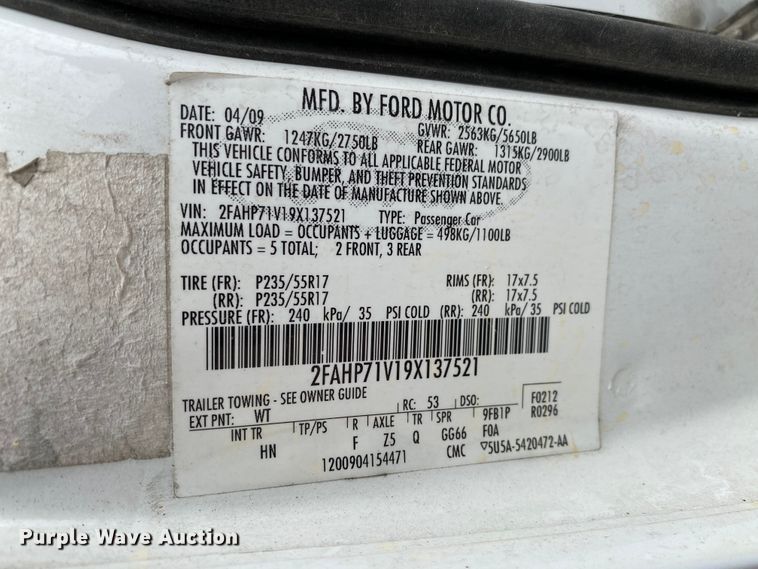 MFD. BY FORD MOTOR CO.
DATE: 04/09 GVWR: 2563KG/5650LB
FRONT GAWR: 1247KG/2750LB REAR GAWR: 1315KG/2900LB
THIS VEHICLE CONFORMS TO ALL APPLICABLE FEDERAL MOTOR
VEHICLE SAFETY, BUMPER, AND THEFT PREVENTION STANDARDS
IN EFFECT ON THE DATE OF MANUFACTURE SHOWN ABOVE.
VIN: 2FAHP71V19X137521 TYPE: Passenger Car
MAXIMUM LOAD = OCCUPANTS + LUGGAGE = 498KG/1100LB
OCCUPANTS = 5 TOTAL; 2 FRONT, 3 REAR
TIRE (FR): P235/55R17 RIMS (FR): 17x7.5
(RR): P235/55R17 (RR): 17x7.5
PRESSURE (FR): 240 kPa/ 35 PSI COLD (RR): 240 kPa/ 35 PSI COLD
2FAHP71V19X137521
TRAILER TOWING - SEE OWNER GUIDE
EXT PNT: WT RC: 53 DSO: F0212
INT TR TP/PS R AXLE TR SPR 9FB1P R0296
HN F Z5 Q GG66 FOA
1200904154471 CMC ▽5U5A-5420472-AA
Purple Wave Auction